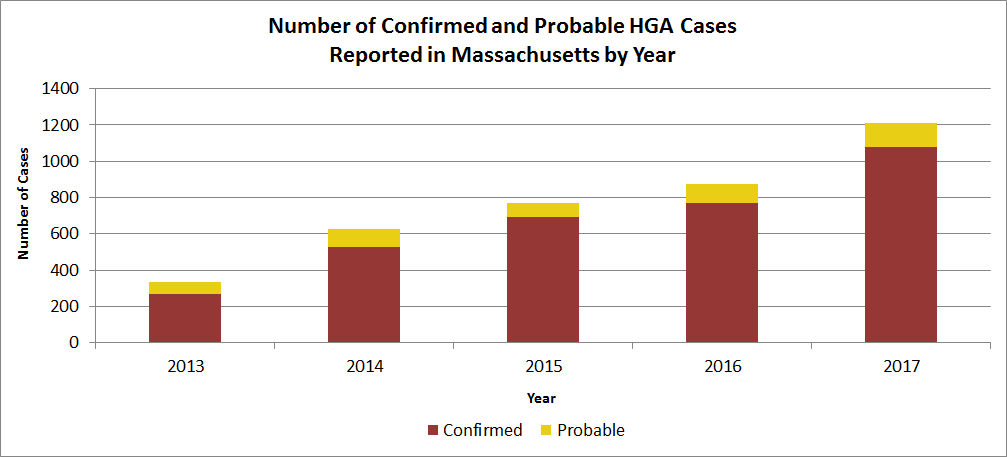 Number of Confirmed and Probable HGA Cases
Reported in Massachusetts by Year
1400
1200
1000
800
600
400
200
0
Number of Cases
2013 2014 2015 2016 2017
Year
Confirmed Probable